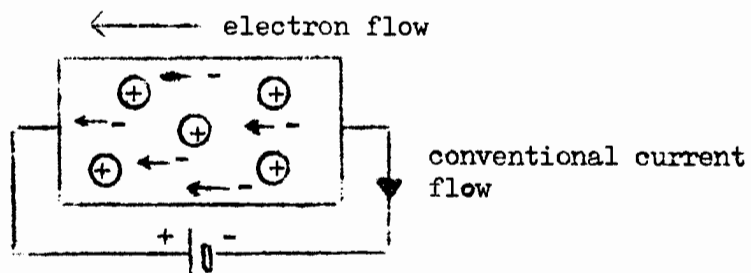 electron flow
+ -
+
- + -
+ - +
-
conventional current
flow
+ -